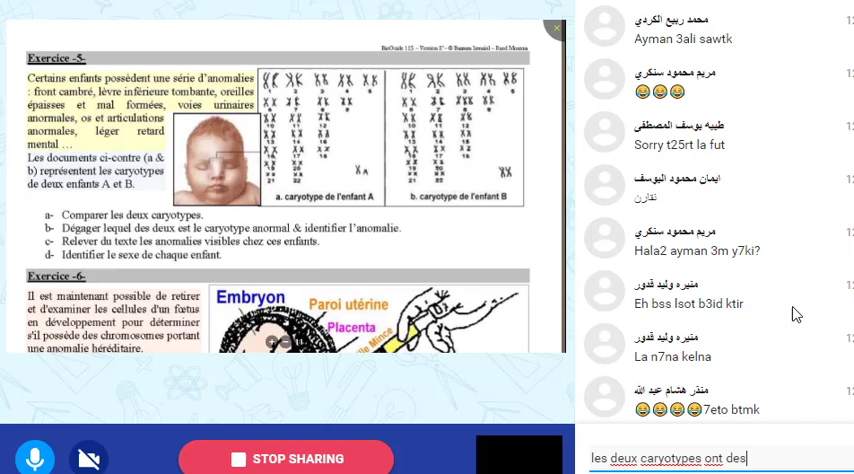 BioGuide 125 – Version 1° - © Bassam Ismaiel - Raed Moussa
Exercice -5-
Certains enfants possèdent une série d'anomalies
: front cambré, lèvre inférieure tombante, oreilles
épaisses et mal formées, voies urinaires
anormales, os et articulations
anormales, léger retard
mental …
Les documents ci-contre (a &
b) représentent les caryotypes
de deux enfants A et B.
a. caryotype de l'enfant A
b. caryotype de l'enfant B
a- Comparer les deux caryotypes.
b- Dégager lequel des deux est le caryotype anormal & identifier l'anomalie.
c- Relever du texte les anomalies visibles chez ces enfants.
d- Identifier le sexe de chaque enfant.
Exercice -6-
Il est maintenant possible de retirer
et d'examiner les cellules d'un fœtus
en développement pour déterminer
s'il possède des chromosomes portant
une anomalie héréditaire.
Embryon
Paroi utérine
Placenta
STOP SHARING
محمد ربيع الكردي
Ayman 3ali sawtk
مريم محمود سنكري
😂😂😂
طيبه يوسف المصطفى
Sorry t25rt la fut
ايمان محمود اليوسف
نقارن
مريم محمود سنكري
Hala2 ayman 3m y7ki?
منيره وليد قدور
Eh bss lsot b3id ktir
منيره وليد قدور
La n7na kelna
منذر هشام عبد الله
😂😂😂😂7eto btmk
les deux caryotypes ont des